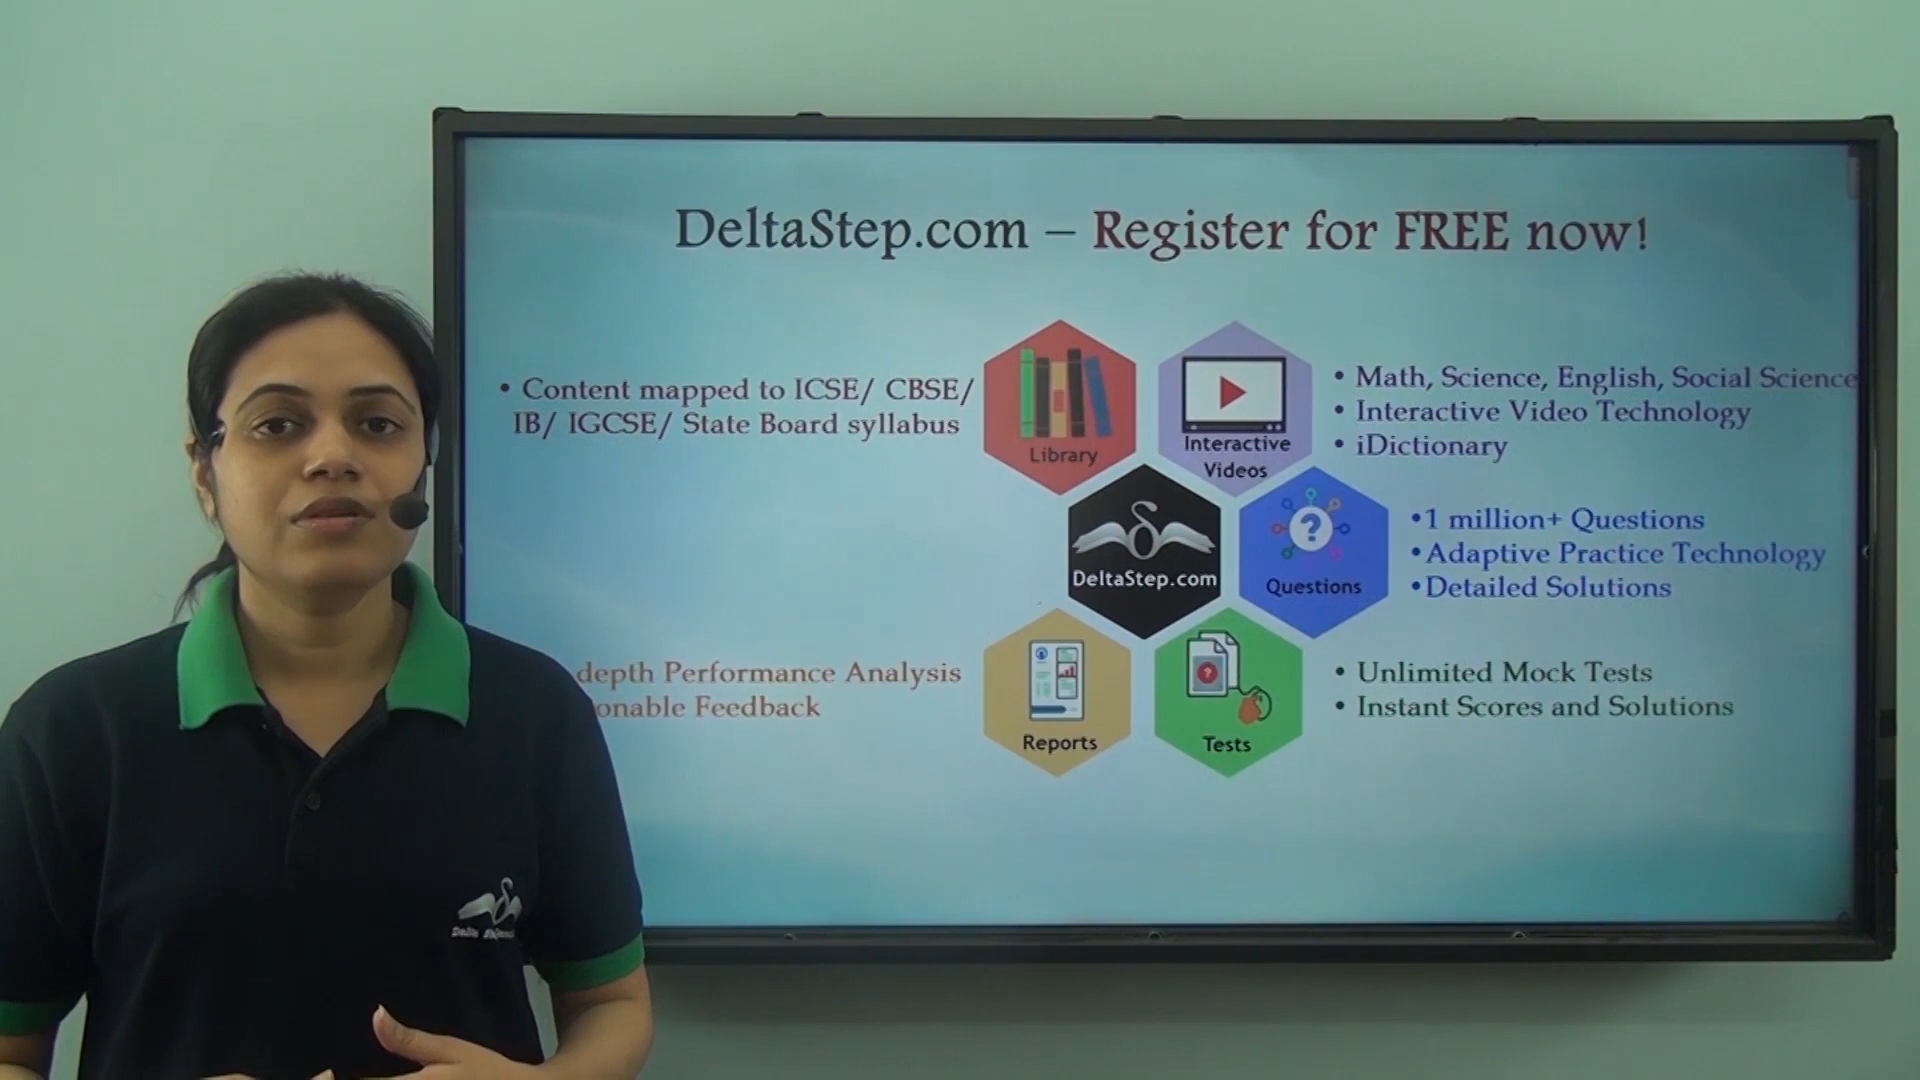 DeltaStep.com – Register for FREE now!
• Content mapped to ICSE/ CBSE/
IB/ IGCSE/ State Board syllabus
Library
Interactive
Videos
• Math, Science, English, Social Science
• Interactive Video Technology
• iDictionary
DeltaStep.com
Questions
•1 million+ Questions
•Adaptive Practice Technology
•Detailed Solutions
depth Performance Analysis
onable Feedback
Reports
Tests
• Unlimited Mock Tests
• Instant Scores and Solutions